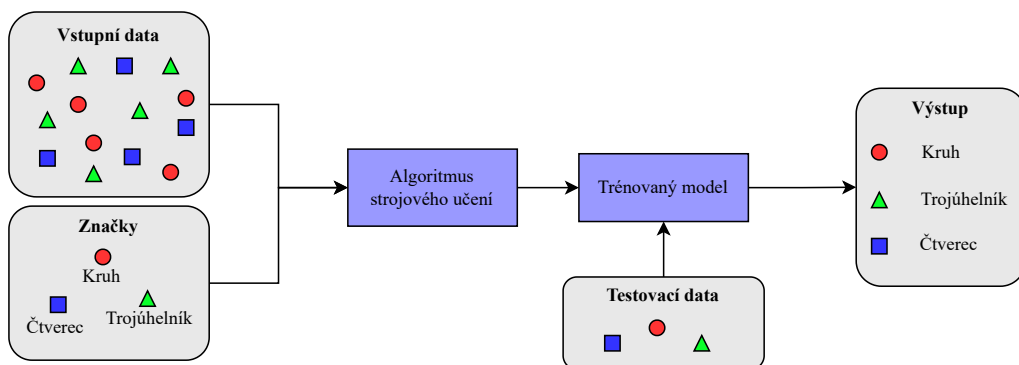 Vstupní data
Značky
Kruh
Čtverec
Trojúhelník
Algoritmus
strojového učení
Trénovaný model
Testovací data
Výstup
Kruh
Trojúhelník
Čtverec